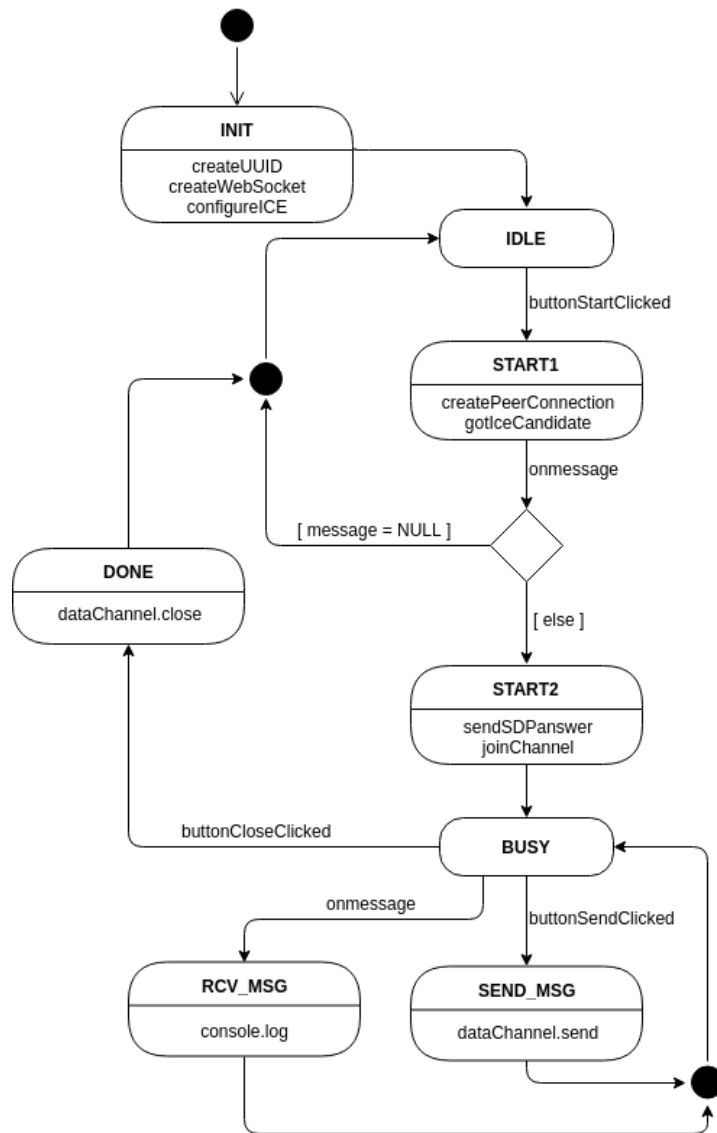 INIT
createUUID
createWebSocket
configureICE
IDLE
buttonStartClicked
START1
createPeerConnection
gotIceCandidate
onmessage
[ message = NULL ]
[ else ]
DONE
dataChannel.close
START2
sendSDPanswer
joinChannel
buttonCloseClicked
BUSY
onmessage
buttonSendClicked
RCV_MSG
console.log
SEND_MSG
dataChannel.send